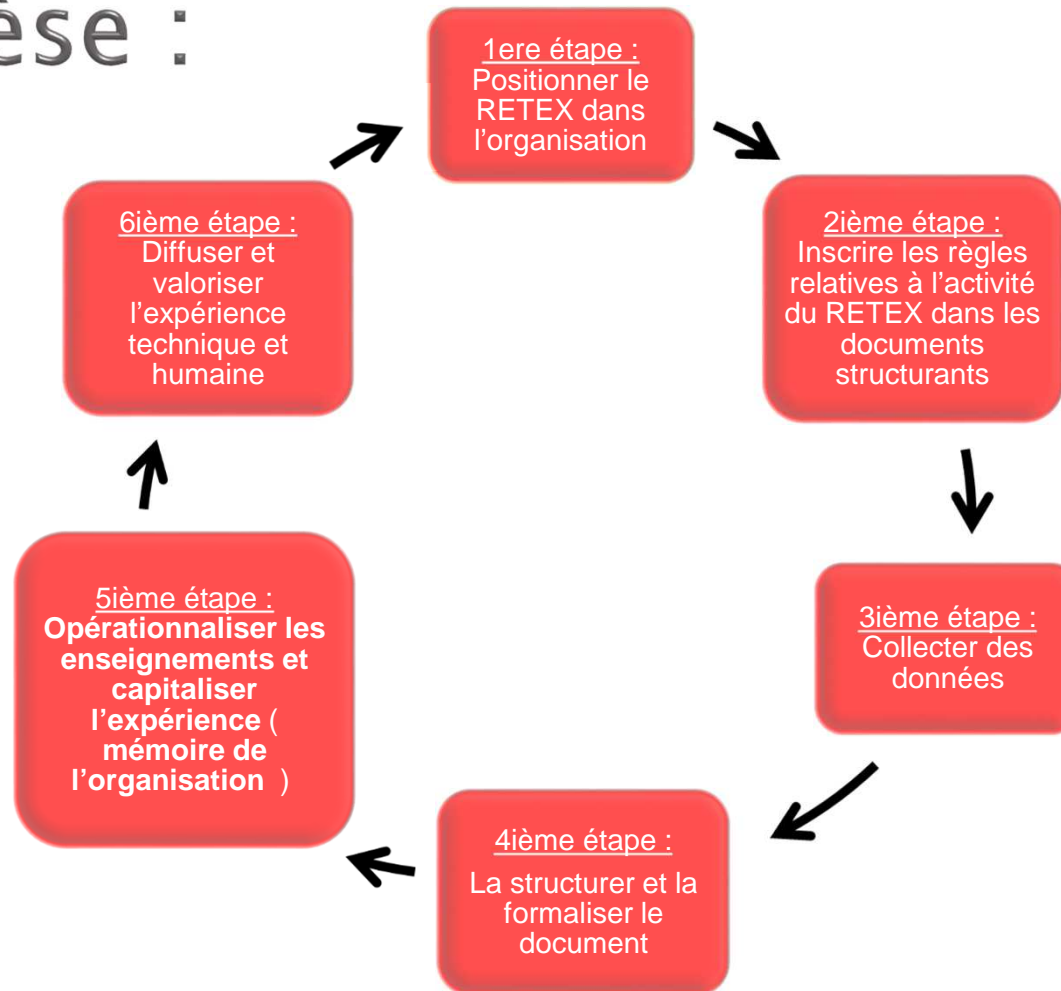 èse :
1ere étape :
Positionner le
RETEX dans
l’organisation
2ième étape :
Inscrire les règles
relatives à l’activité
du RETEX dans les
documents
structurants
3ième étape :
Collecter des
données
4ième étape :
La structurer et la
formaliser le
document
5ième étape :
Opérationnaliser les
enseignements et
capitaliser
l’expérience (
mémoire de
l’organisation )
6ième étape :
Diffuser et
valoriser
l’expérience
technique et
humaine